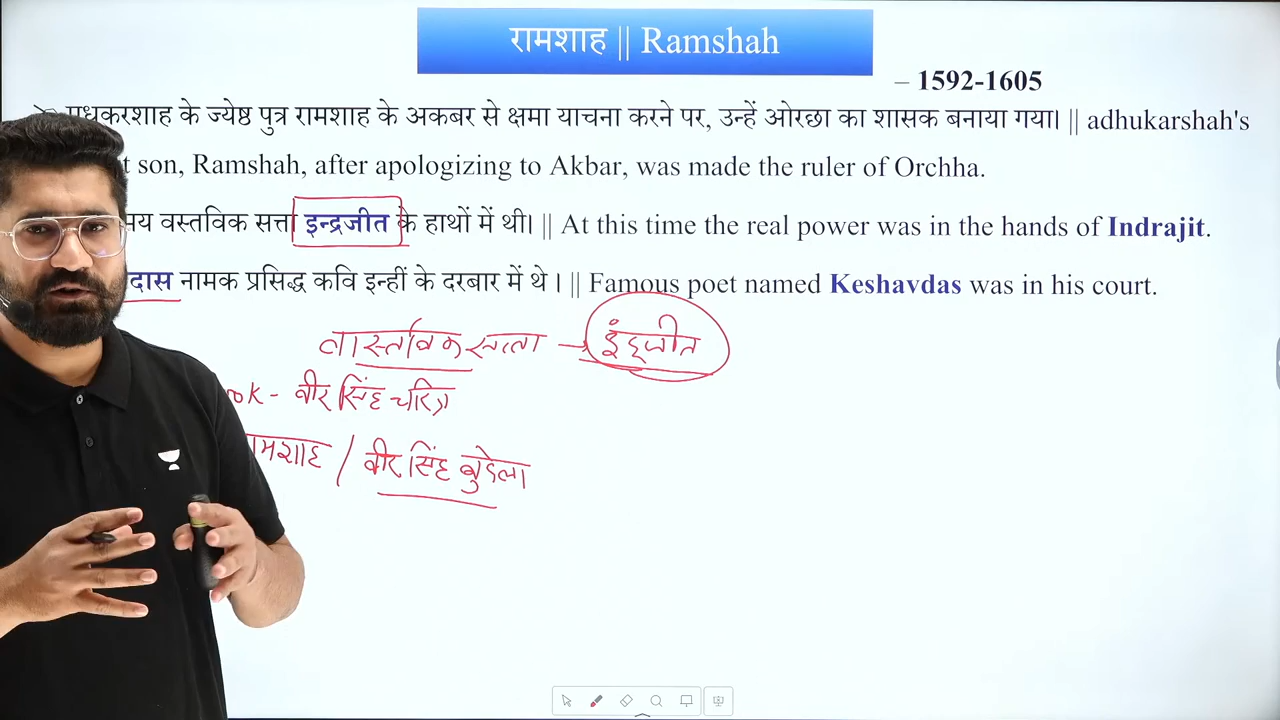 रामशाह || Ramshah
– 1592-1605
मधुकरशाह के ज्येष्ठ पुत्र रामशाह के अकबर से क्षमा याचना करने पर, उन्हें ओरछा का शासक बनाया गया। || adhukarshah's
son, Ramshah, after apologizing to Akbar, was made the ruler of Orchha.
वस्तविक सत्ता इन्द्रजीत के हाथों में थी। || At this time the real power was in the hands of Indrajit.
दास नामक प्रसिद्ध कवि इन्हीं के दरबार में थे। || Famous poet named Keshavdas was in his court.
वास्तविक सत्ता → इंद्रजीत
- वीर सिंह चरित्र
/ वीर सिंह बुंदेला